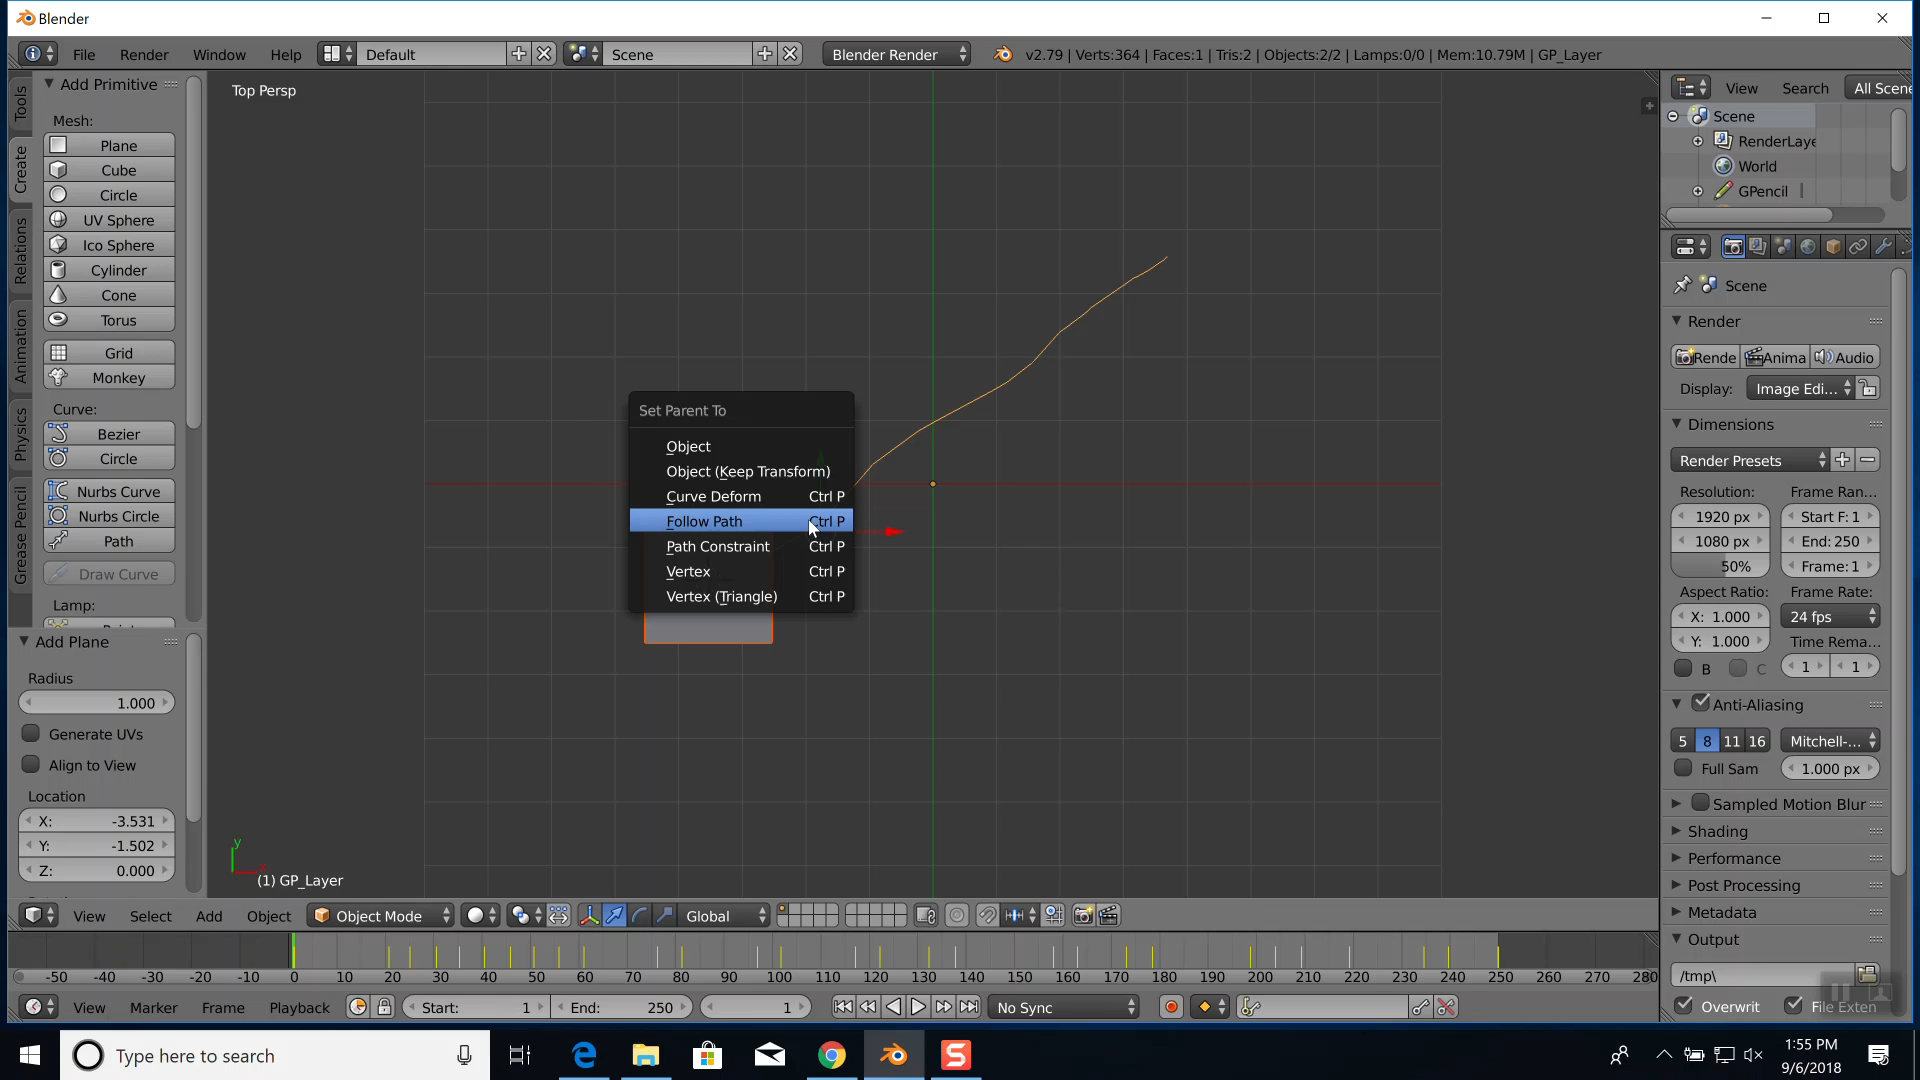 Blender
File Render Window Help Default Scene Blender Render v2.79 | Verts:364 | Faces:1 | Tris:2 | Objects:2/2 | Lamps:0/0 | Mem:10.79M | GP_Layer
Tools
Create
Relations
Animation
Physics
Grease Pencil
Add Primitive
Mesh:
Plane
Cube
Circle
UV Sphere
Ico Sphere
Cylinder
Cone
Torus
Grid
Monkey
Curve:
Bezier
Circle
Nurbs Curve
Nurbs Circle
Path
Draw Curve
Lamp:
Add Plane
Radius
1.000
Generate UVs
Align to View
Location
X: -3.531
Y: -1.502
Z: 0.000
Top Persp
Set Parent To
Object
Object (Keep Transform)
Curve Deform Ctrl P
Follow Path Ctrl P
Path Constraint Ctrl P
Vertex Ctrl P
Vertex (Triangle) Ctrl P
y
x
(1) GP_Layer
View Select Add Object Object Mode Global
View Search All Scene
Scene
RenderLaye
World
GPencil
Scene
Render
Rende Anima Audio
Display: Image Edi...
Dimensions
Render Presets
Resolution: Frame Ran...
1920 px Start F: 1
1080 px End: 250
50% Frame: 1
Aspect Ratio: Frame Rate:
X: 1.000 24 fps
Y: 1.000 Time Rema...
B C 1 1
Anti-Aliasing
5 8 11 16 Mitchell-...
Full Sam 1.000 px
Sampled Motion Blur
Shading
Performance
Post Processing
Metadata
Output
/tmp\
Overwrit File Exten
-50 -40 -30 -20 -10 0 10 20 30 40 50 60 70 80 90 100 110 120 130 140 150 160 170 180 190 200 210 220 230 240 250 260 270 280
View Marker Frame Playback Start: 1 End: 250 1 No Sync
Type here to search
1:55 PM
9/6/2018